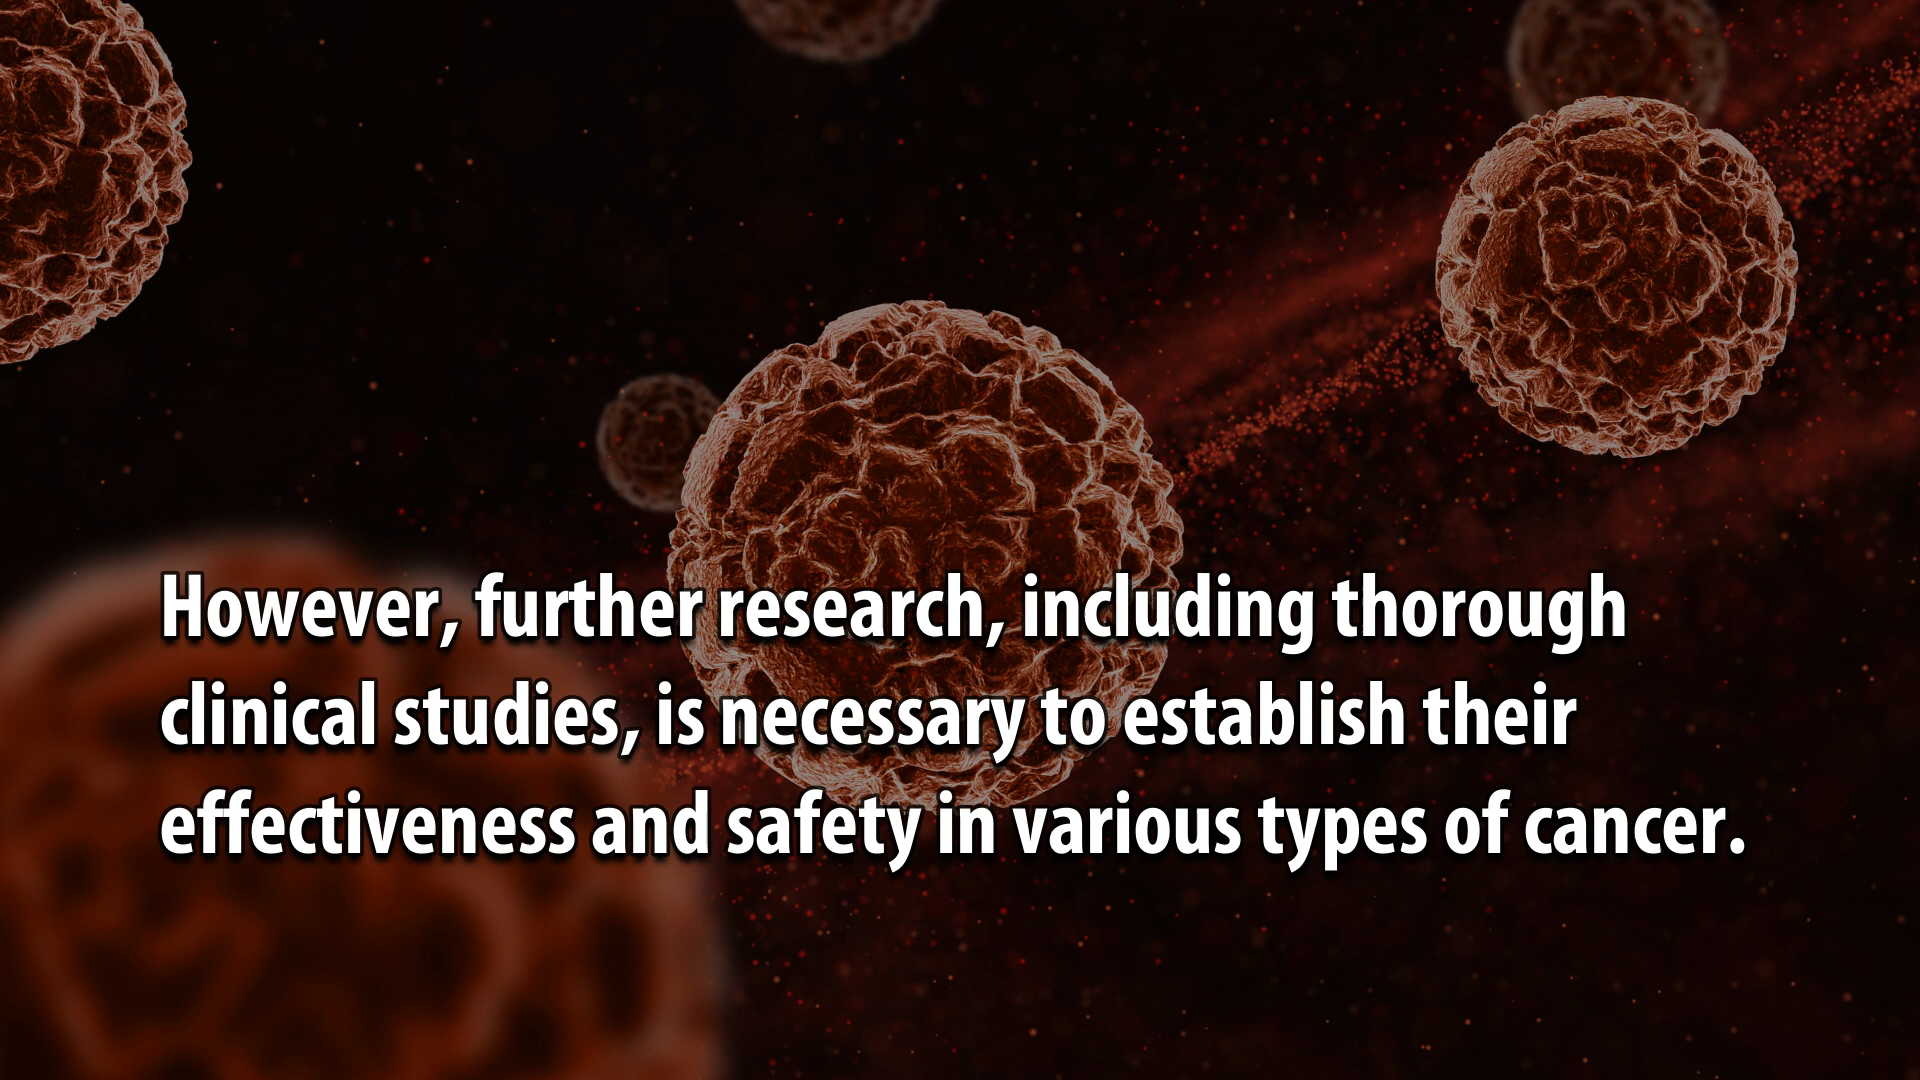 However, further research, including thorough
clinical studies, is necessary to establish their
effectiveness and safety in various types of cancer.